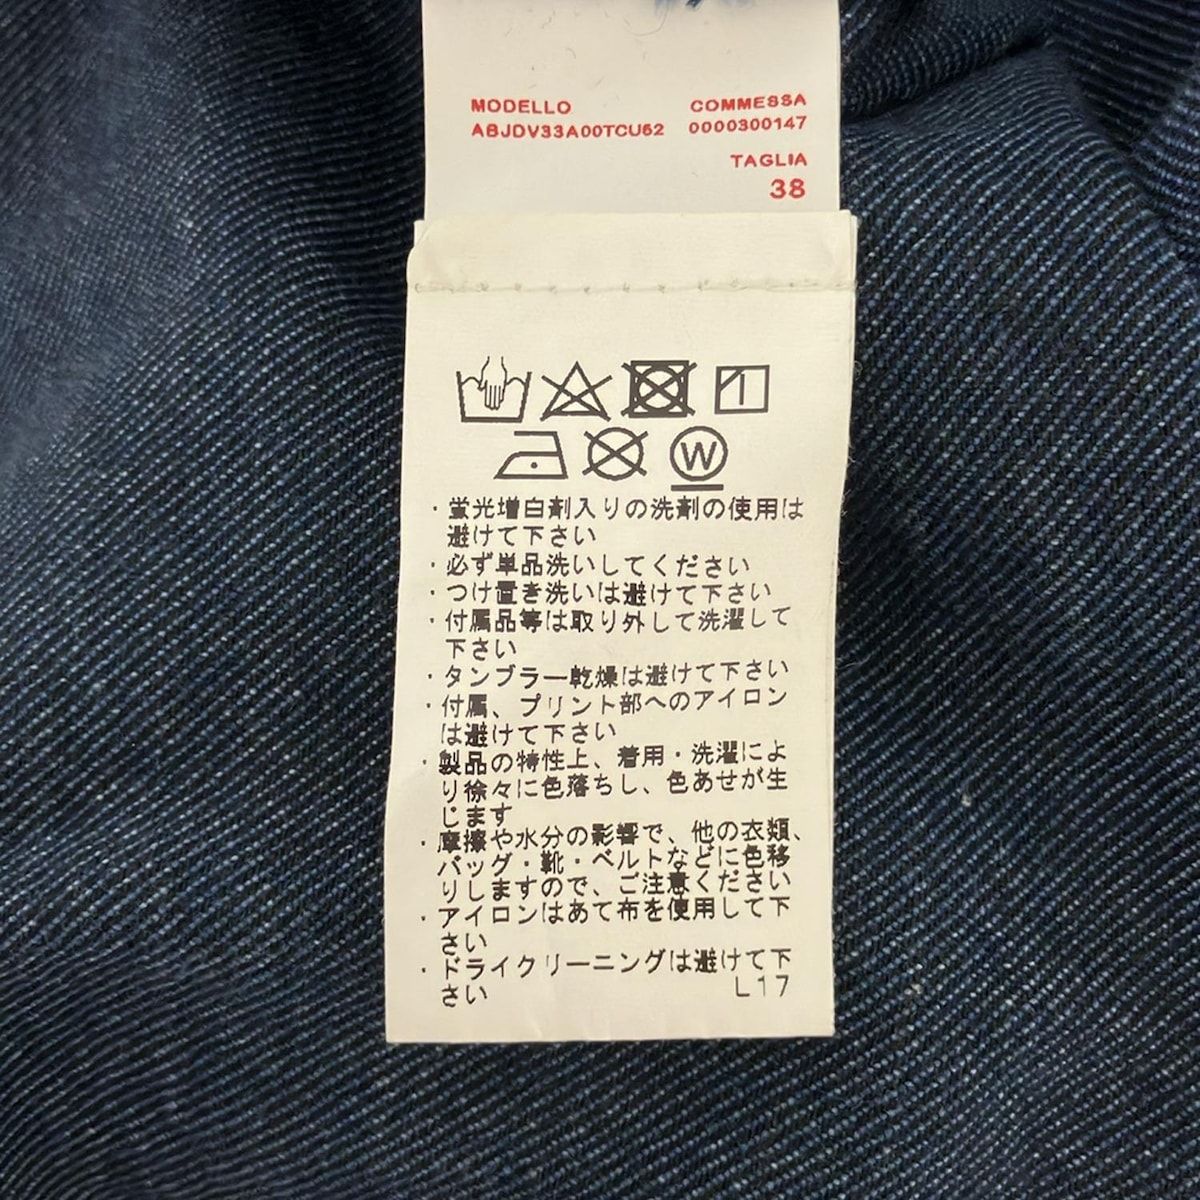 MODELLO COMMESSA
ABJDV33A00TCU52 0000300147
TAGLIA
38
W
・蛍光増白剤入りの洗剤の使用は
避けて下さい
・必ず単品洗いしてください
・つけ置き洗いは避けて下さい
・付属品等は取り外して洗濯して
下さい
・タンブラー乾燥は避けて下さい
・付属、プリント部へのアイロン
は避けて下さい
・製品の特性上、着用・洗濯によ
り徐々に色落ちし、色あせが生
じます
・摩擦や水分の影響で、他の衣類、
バッグ・靴・ベルトなどに色移
りしますので、ご注意ください
・アイロンはあて布を使用して下
さい
・ドライクリーニングは避けて下
さい L17